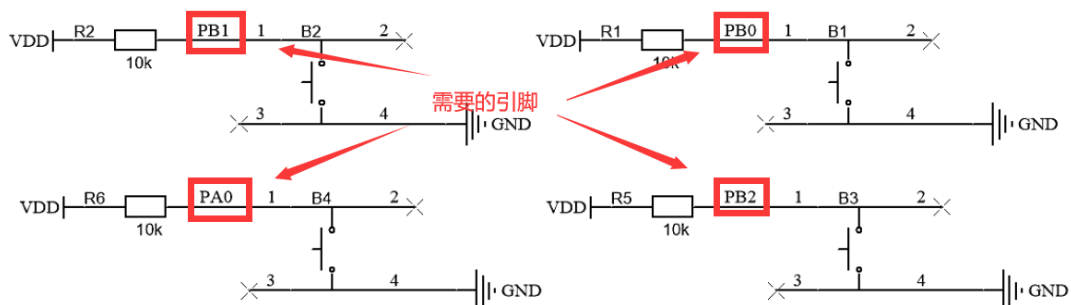 VDD R2 PB1 1 B2 2
10k
3 4 GND
VDD R1 PB0 1 B1 2
10k
3 4 GND
需要的引脚
VDD R6 PA0 1 B4 2
10k
3 4 GND
VDD R5 PB2 1 B3 2
10k
3 4 GND